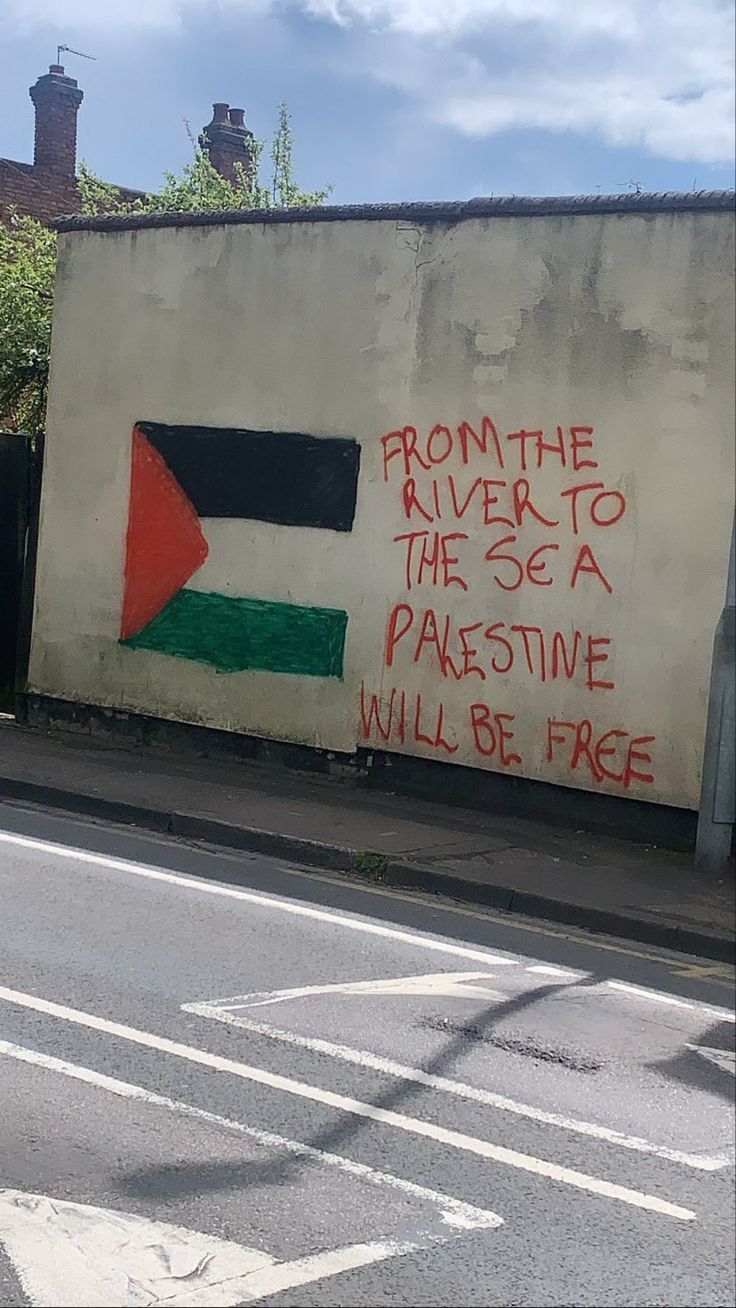 FROM THE
RIVER TO
THE SEA
PALESTINE
WILL BE FREE